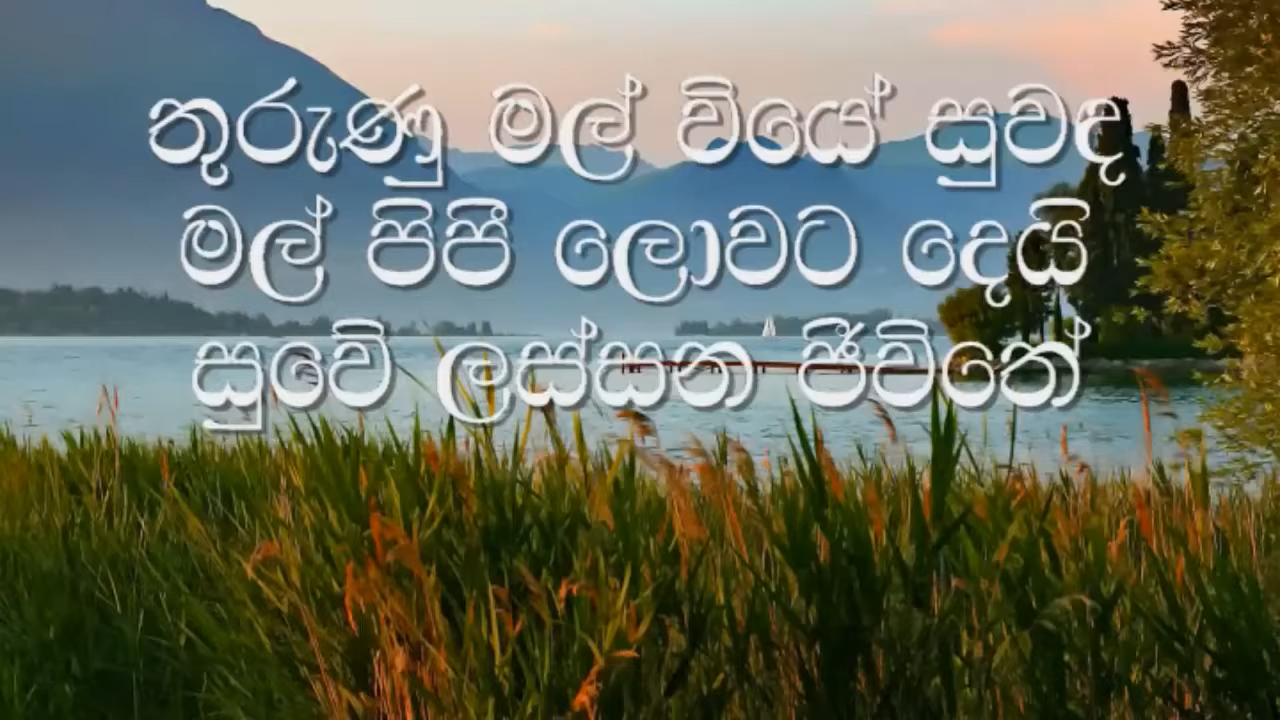 තුරුණු මල් වියේ සුවඳ
මල් පිපී ලොවට දෙයි
සුවේ ලස්සන ජීවිතේ